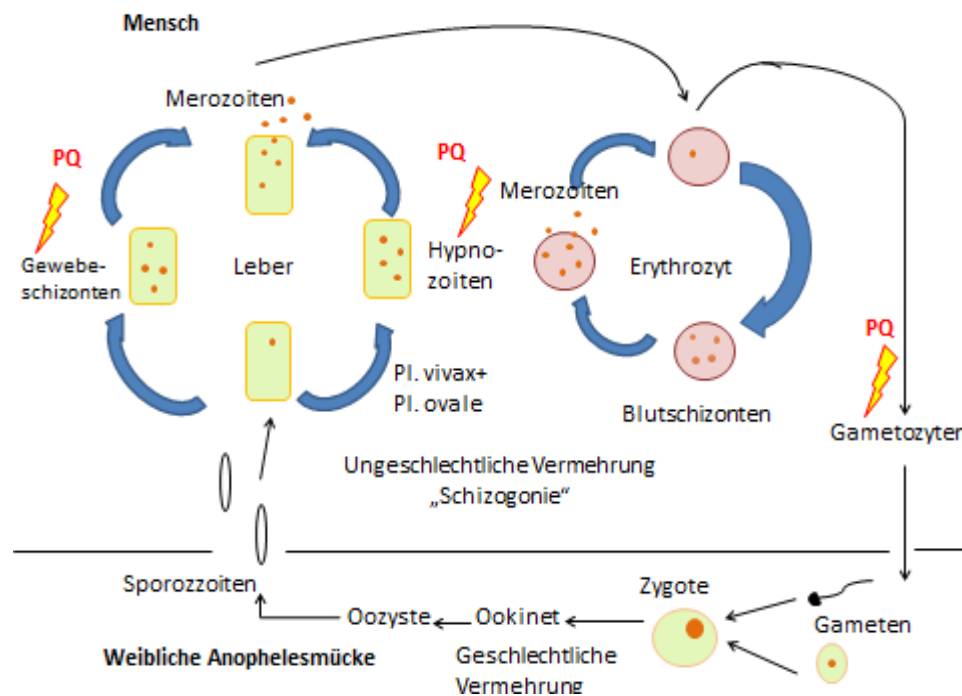 Mensch
Merozoiten
PQ
PQ
Merozoiten
Gewebe-
schizonten
Leber
Hypno-
zoiten
Erythrozyt
Pl. vivax+
Pl. ovale
PQ
Blutschizonten
Gametozyten
Ungeschlechtliche Vermehrung
„Schizogonie“
Sporozzoiten
Oozyste
Ookinet
Zygote
Gameten
Weibliche Anophelesmücke
Geschlechtliche
Vermehrung